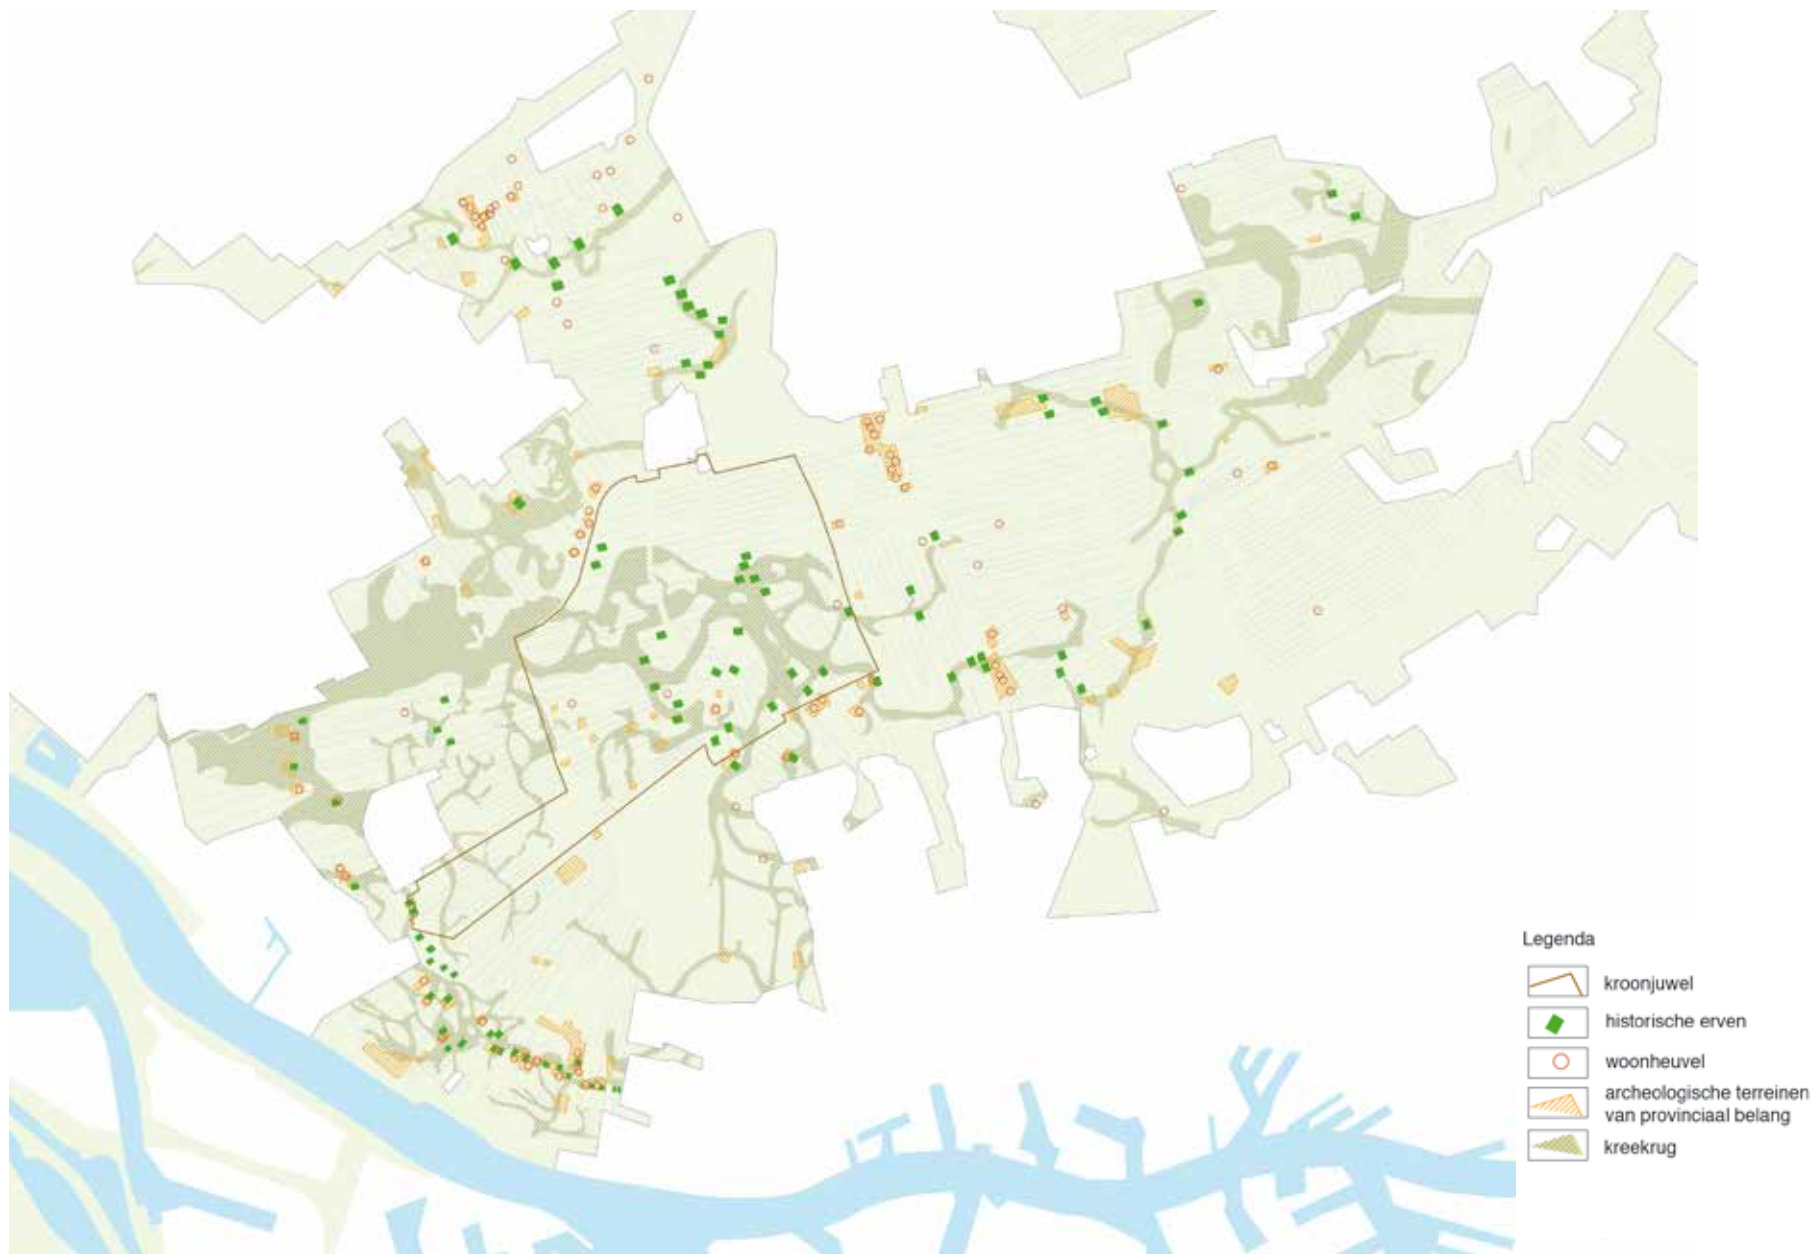 Legenda
kroonjuwel
historische erven
woonheuvel
archeologische terreinen
van provinciaal belang
kreekrug